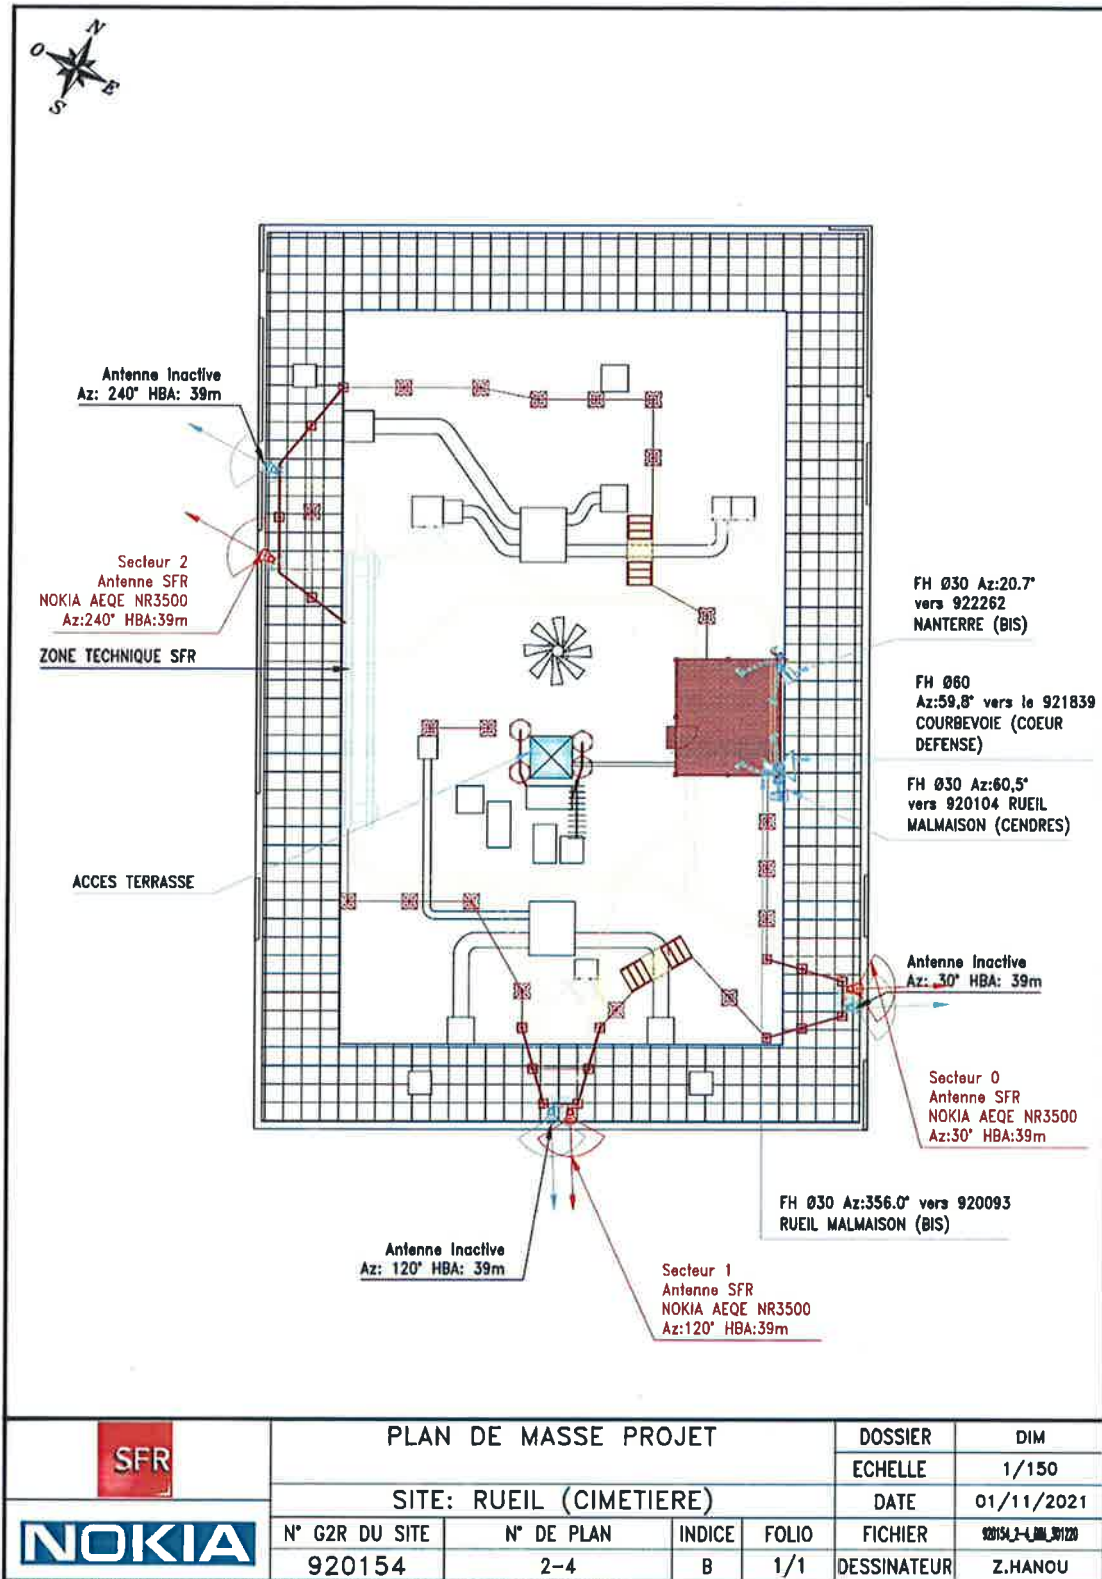 N
O
E
S
Antenne Inactive
Az: 240° HBA: 39m
Secteur 2
Antenne SFR
NOKIA AEQE NR3500
Az:240° HBA:39m
ZONE TECHNIQUE SFR
ACCES TERRASSE
FH Ø30 Az:20.7°
vers 922262
NANTERRE (BIS)
FH Ø60
Az:59,8° vers le 921839
COURBEVOIE (COEUR
DEFENSE)
FH Ø30 Az:60,5°
vers 920104 RUEIL
MALMAISON (CENDRES)
Antenne Inactive
Az: 30° HBA: 39m
Secteur 0
Antenne SFR
NOKIA AEQE NR3500
Az:30° HBA:39m
FH Ø30 Az:356.0° vers 920093
RUEIL MALMAISON (BIS)
Antenne Inactive
Az: 120° HBA: 39m
Secteur 1
Antenne SFR
NOKIA AEQE NR3500
Az:120° HBA:39m
SFR
NOKIA
PLAN DE MASSE PROJET
SITE: RUEIL (CIMETIERE)
N° G2R DU SITE
N° DE PLAN
INDICE
FOLIO
920154
2-4
B
1/1
DOSSIER
DIM
ECHELLE
1/150
DATE
01/11/2021
FICHIER
DESSINATEUR
Z.HANOU